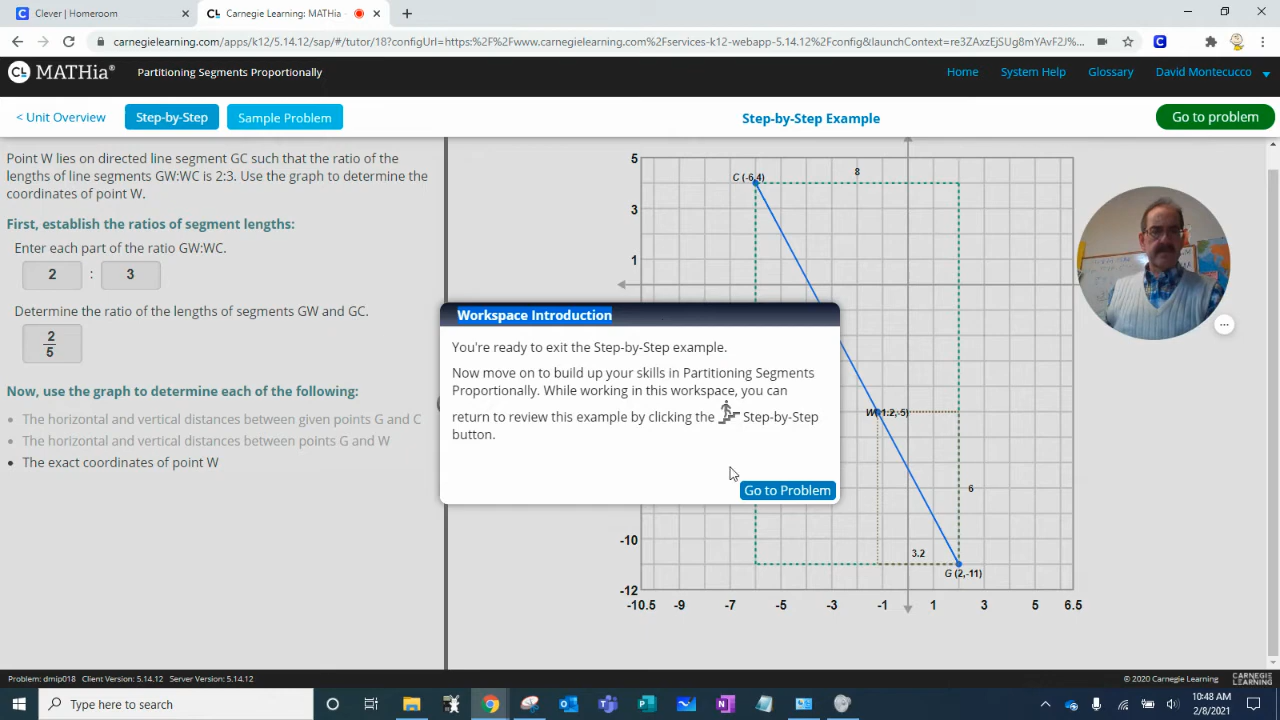 Clever | Homeroom
Carnegie Learning: MATHia
carnegielearning.com/apps/k12/5.14.12/sap/#/tutor/18?configUrl=https:%2F%2Fwww.carnegielearning.com%2Fservices-k12-webapp-5.14.12%2Fconfig&launchContext=re3ZAxzEjSUg8mYAvF2J...
MATHia®
Partitioning Segments Proportionally
Home
System Help
Glossary
David Montecucco
< Unit Overview
Step-by-Step
Sample Problem
Step-by-Step Example
Go to problem
Point W lies on directed line segment GC such that the ratio of the
lengths of line segments GW:WC is 2:3. Use the graph to determine the
coordinates of point W.
First, establish the ratios of segment lengths:
Enter each part of the ratio GW:WC.
2 : 3
Determine the ratio of the lengths of segments GW and GC.
2
5
Now, use the graph to determine each of the following:
• The horizontal and vertical distances between given points G and C
• The horizontal and vertical distances between points G and W
• The exact coordinates of point W
5
3
1
-10
-12
-10.5 -9 -7 -5 -3 -1 1 3 5 6.5
C (-6,4)
8
W(-1.2,-5)
6
3.2
G (2,-11)
Workspace Introduction
You're ready to exit the Step-by-Step example.
Now move on to build up your skills in Partitioning Segments
Proportionally. While working in this workspace, you can
return to review this example by clicking the Step-by-Step
button.
Go to Problem
Problem: dmip018 Client Version: 5.14.12 Server Version: 5.14.12
© 2020 Carnegie Learning
CARNEGIE
LEARNING
Type here to search
10:48 AM
2/8/2021